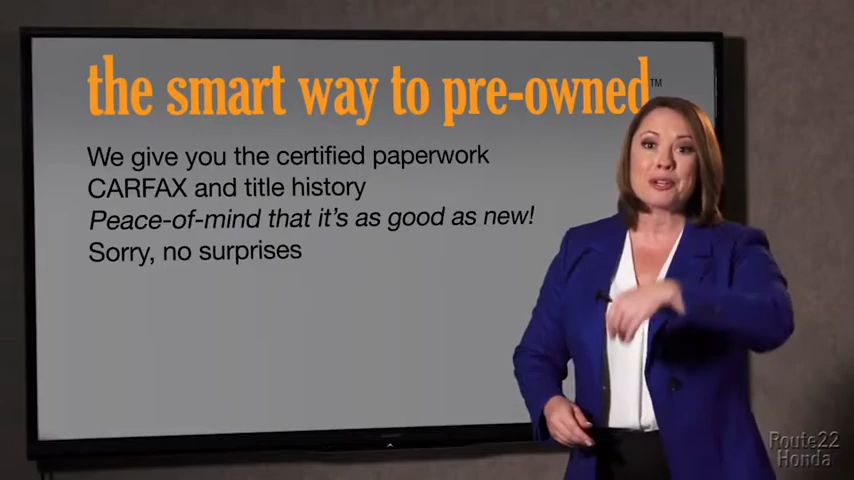 the smart way to pre-owned™
We give you the certified paperwork
CARFAX and title history
Peace-of-mind that it's as good as new!
Sorry, no surprises
Route22
Honda